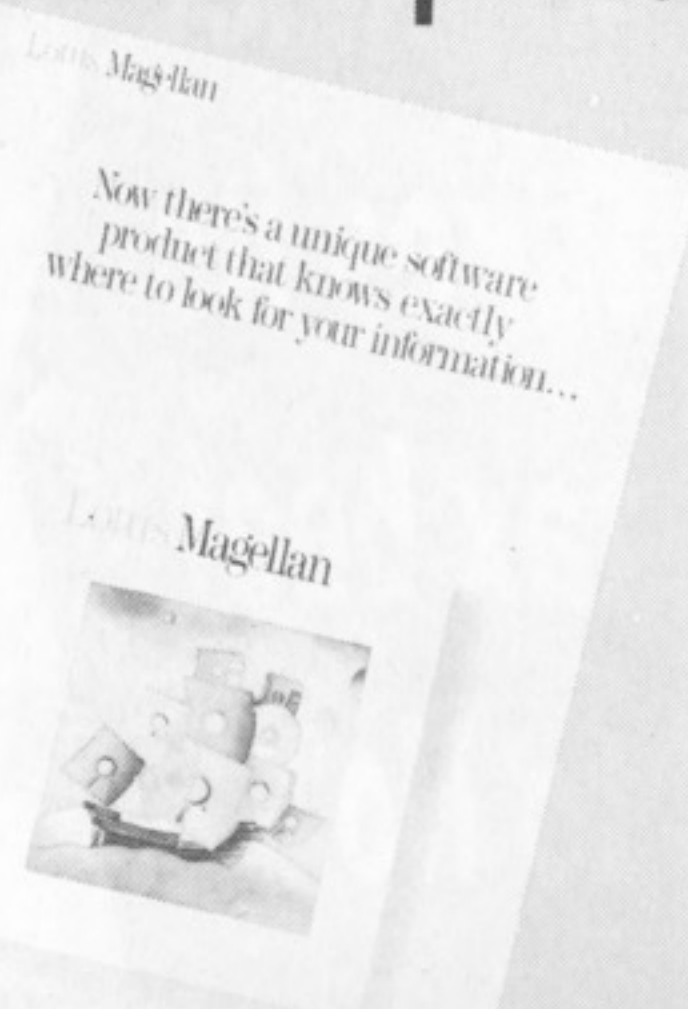 Lotus Magellan
Now there's a unique software
product that knows exactly
where to look for your information...
Lotus Magellan